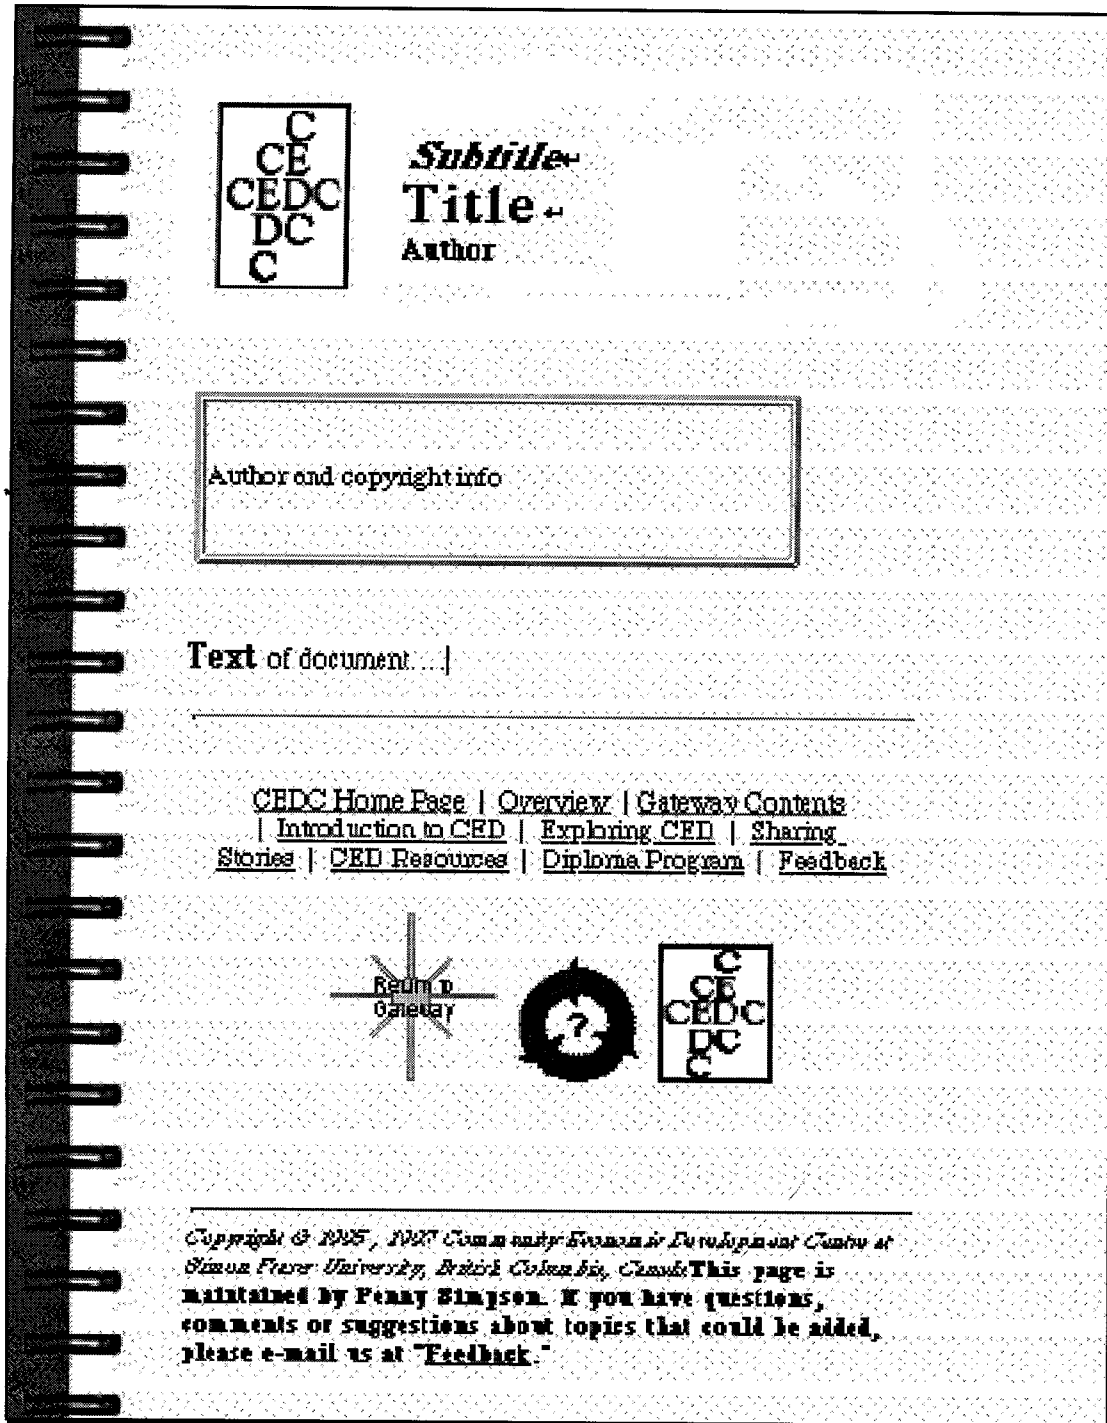 C
CE
CEDC
DC
C
Subtitle↵
Title ↵
Author
Author and copyright info
Text of document....
CEDC Home Page | Overview | Gateway Contents
| Introduction to CED | Exploring CED | Sharing
Stories | CED Resources | Diploma Program | Feedback
Return to
Gateway
?
C
CE
CEDC
DC
C
Copyright © 1995, 1997 Community Economic Development Centre at
Simon Fraser University, British Columbia, Canada This page is
maintained by Penny Simpson. If you have questions,
comments or suggestions about topics that could be added,
please e-mail us at "Feedback."